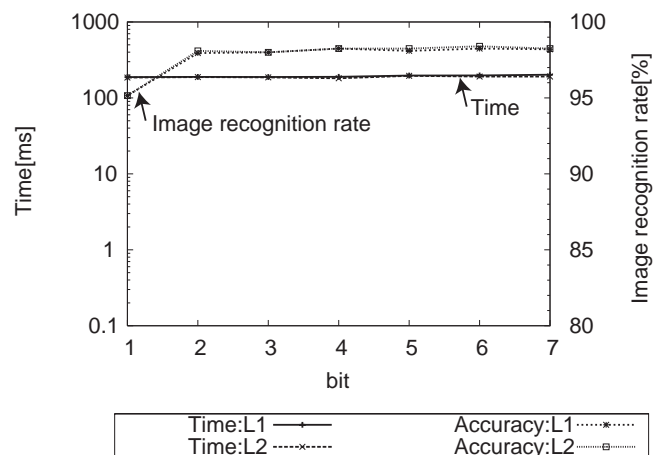 1000
100
10
1
0.1
Time[ms]
100
95
90
85
80
Image recognition rate[%]
Image recognition rate
Time
1 2 3 4 5 6 7
bit
Time:L1
Accuracy:L1
Time:L2
Accuracy:L2